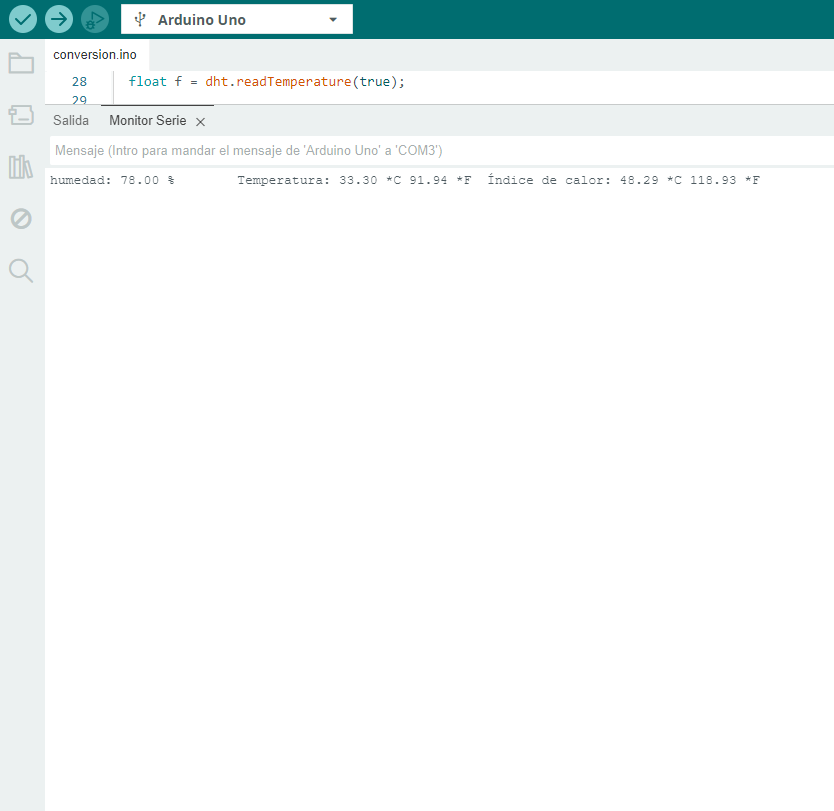 Arduino Uno
conversion.ino
28 float f = dht.readTemperature(true);
29
Salida Monitor Serie
Mensaje (Intro para mandar el mensaje de 'Arduino Uno' a 'COM3')
humedad: 78.00 % Temperatura: 33.30 *C 91.94 *F Índice de calor: 48.29 *C 118.93 *F